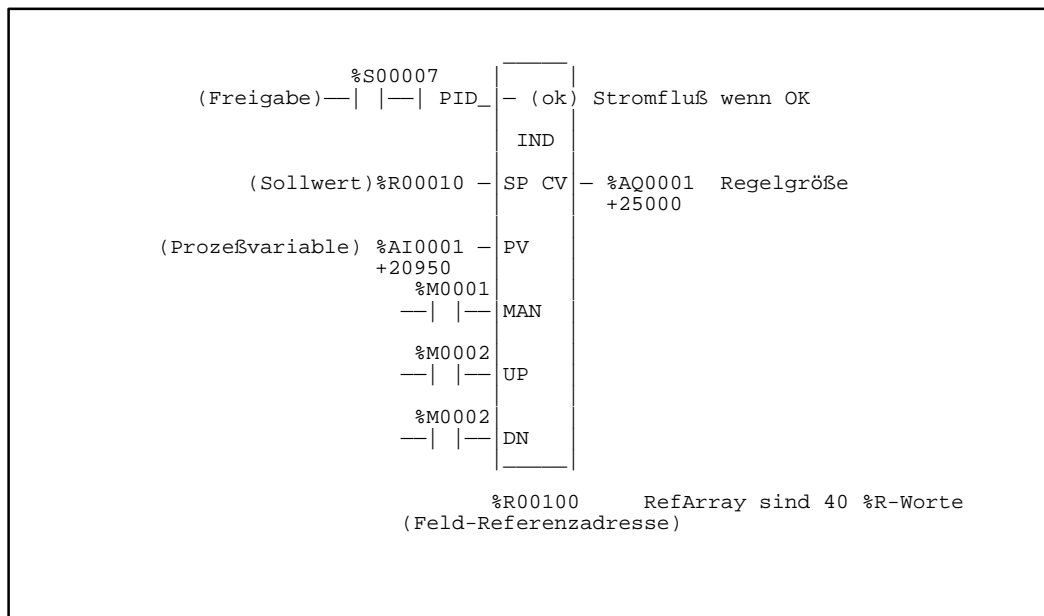 %S00007
(Freigabe) PID_ (ok) Stromfluß wenn OK
IND
(Sollwert)%R00010 SP CV %AQ0001 Regelgröße
+25000
(Prozeßvariable) %AI0001 PV
+20950
%M0001
MAN
%M0002
UP
%M0002
DN
%R00100 RefArray sind 40 %R-Worte
(Feld-Referenzadresse)